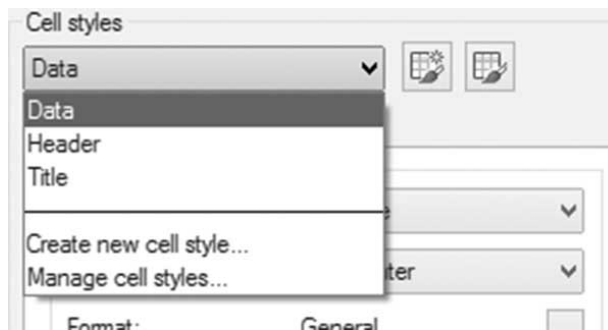 Cell styles
Data
Data
Header
Title
Create new cell style...
Manage cell styles...
Format: General